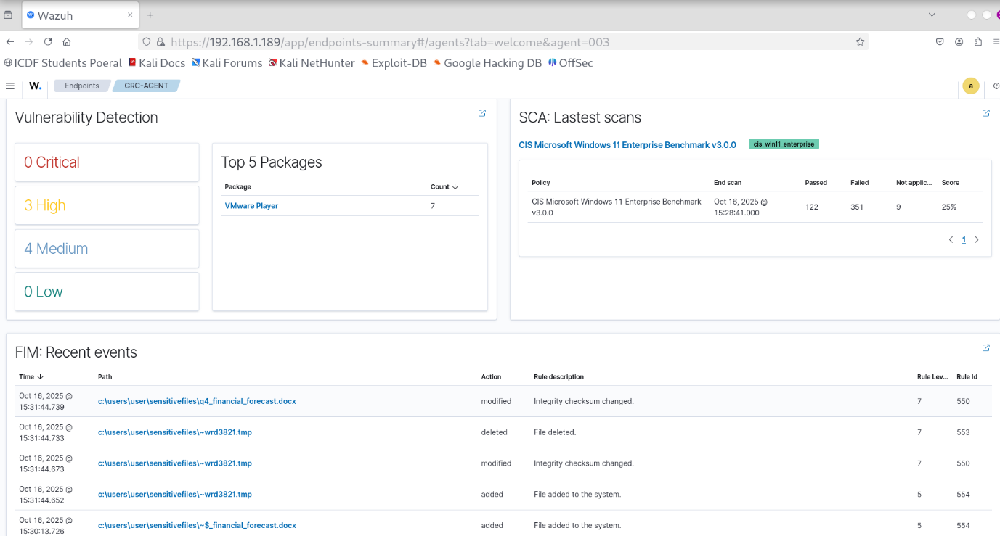 Wazuh
https://192.168.1.189/app/endpoints-summary#/agents?tab=welcome&agent=003
ICDF Students Poeral Kali Docs Kali Forums Kali NetHunter Exploit-DB Google Hacking DB OffSec
W. Endpoints GRC-AGENT a
Vulnerability Detection
0 Critical
3 High
4 Medium
0 Low
Top 5 Packages
Package Count
VMware Player 7
SCA: Lastest scans
CIS Microsoft Windows 11 Enterprise Benchmark v3.0.0 cis_win11_enterprise
Policy End scan Passed Failed Not applic... Score
CIS Microsoft Windows 11 Enterprise Benchmark Oct 16, 2025 @ 122 351 9 25%
v3.0.0 15:28:41.000
1
FIM: Recent events
Time Path Action Rule description Rule Lev... Rule Id
Oct 16, 2025 @ c:\users\user\sensitivefiles\q4_financial_forecast.docx modified Integrity checksum changed. 7 550
15:31:44.739
Oct 16, 2025 @ c:\users\user\sensitivefiles\~wrd3821.tmp deleted File deleted. 7 553
15:31:44.733
Oct 16, 2025 @ c:\users\user\sensitivefiles\~wrd3821.tmp modified Integrity checksum changed. 7 550
15:31:44.673
Oct 16, 2025 @ c:\users\user\sensitivefiles\~wrd3821.tmp added File added to the system. 5 554
15:31:44.652
Oct 16, 2025 @ c:\users\user\sensitivefiles\~$_financial_forecast.docx added File added to the system. 5 554
15:30:13.726